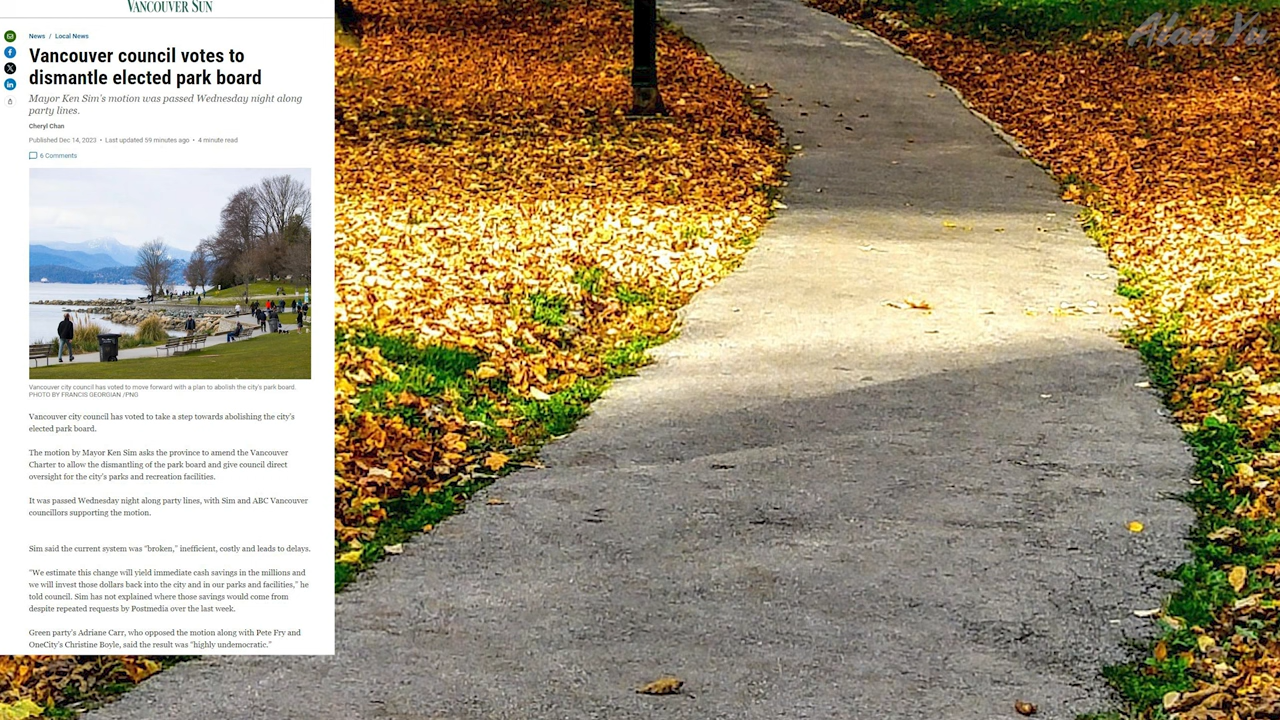 VANCOUVER SUN
Alan Yu
News / Local News
Vancouver council votes to
dismantle elected park board
Mayor Ken Sim's motion was passed Wednesday night along
party lines.
Cheryl Chan
Published Dec 14, 2023 • Last updated 59 minutes ago • 4 minute read
6 Comments
Vancouver city council has voted to move forward with a plan to abolish the city's park board.
PHOTO BY FRANCIS GEORGIAN /PNG
Vancouver city council has voted to take a step towards abolishing the city's
elected park board.
The motion by Mayor Ken Sim asks the province to amend the Vancouver
Charter to allow the dismantling of the park board and give council direct
oversight for the city's parks and recreation facilities.
It was passed Wednesday night along party lines, with Sim and ABC Vancouver
councillors supporting the motion.
Sim said the current system was "broken," inefficient, costly and leads to delays.
"We estimate this change will yield immediate cash savings in the millions and
we will invest those dollars back into the city and in our parks and facilities," he
told council. Sim has not explained where those savings would come from
despite repeated requests by Postmedia over the last week.
Green party's Adriane Carr, who opposed the motion along with Pete Fry and
OneCity's Christine Boyle, said the result was "highly undemocratic."